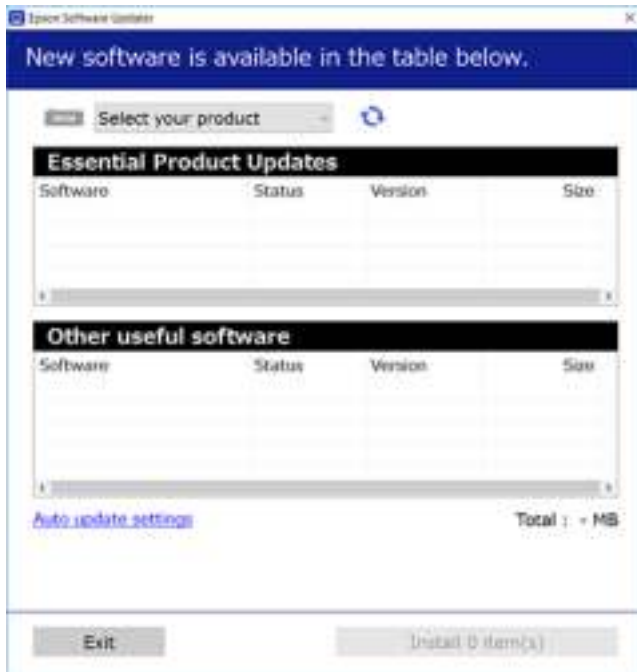 Epson Software Updater
New software is available in the table below.
Select your product
Essential Product Updates
Software Status Version Size
Other useful software
Software Status Version Size
Auto update settings Total : - MB
Exit Install 0 item(s)